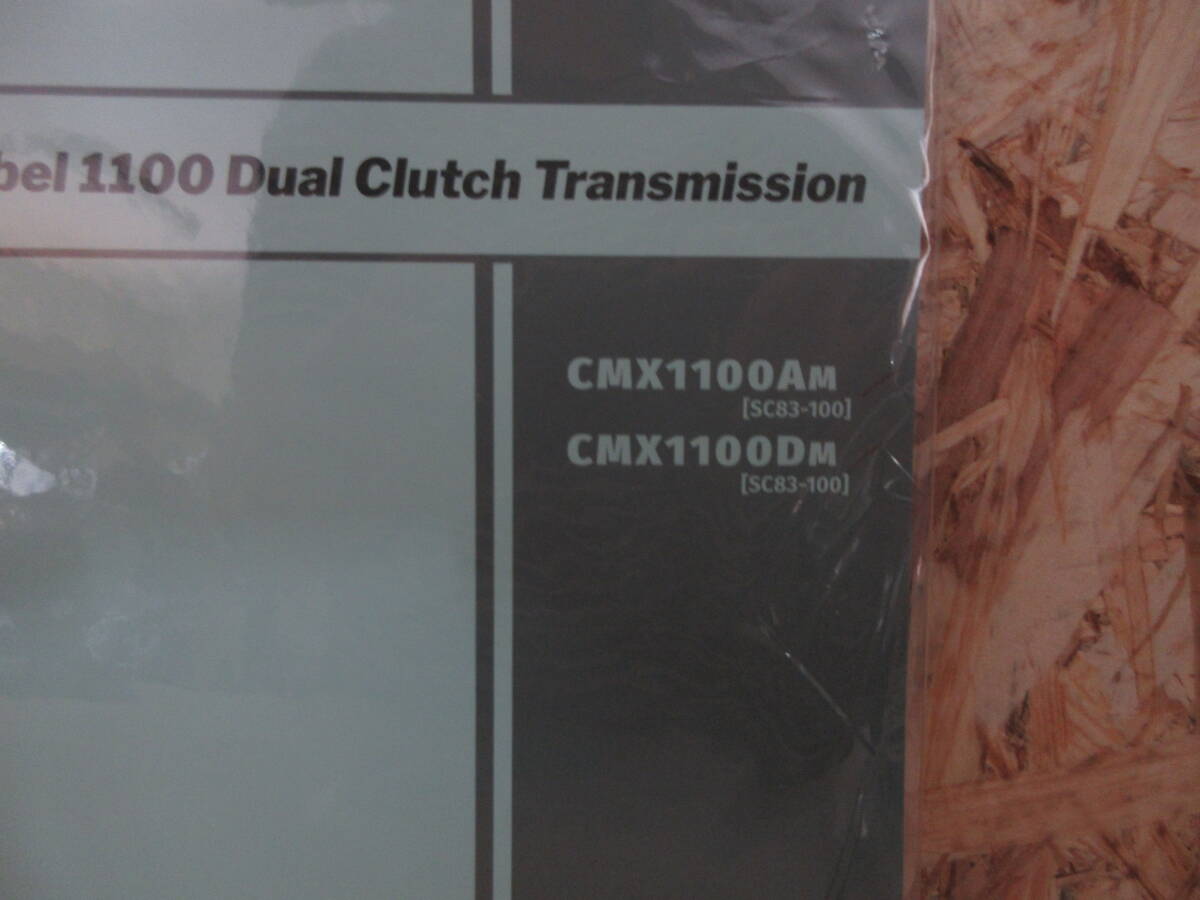 bel 1100 Dual Clutch Transmission
CMX1100AM
[SC83-100]
CMX1100DM
[SC83-100]